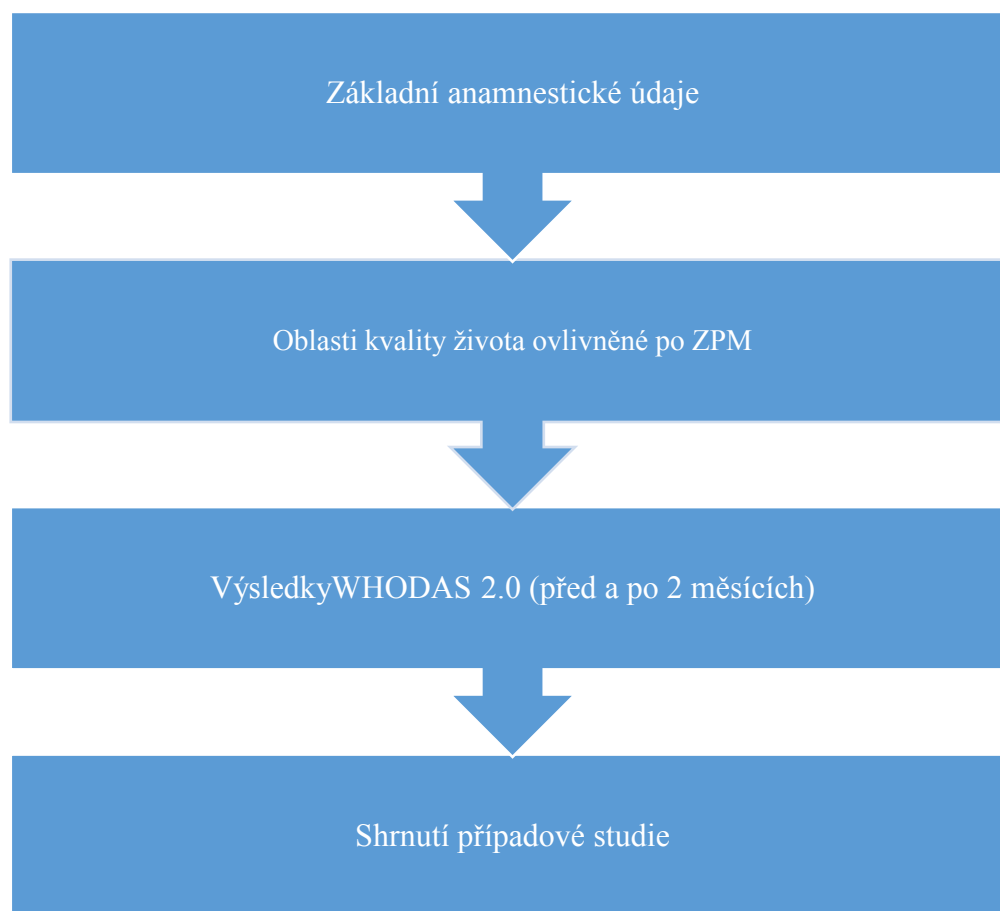 Základní anamnestické údaje
Oblasti kvality života ovlivněné po ZPM
VýsledkyWHODAS 2.0 (před a po 2 měsících)
Shrnutí případové studie